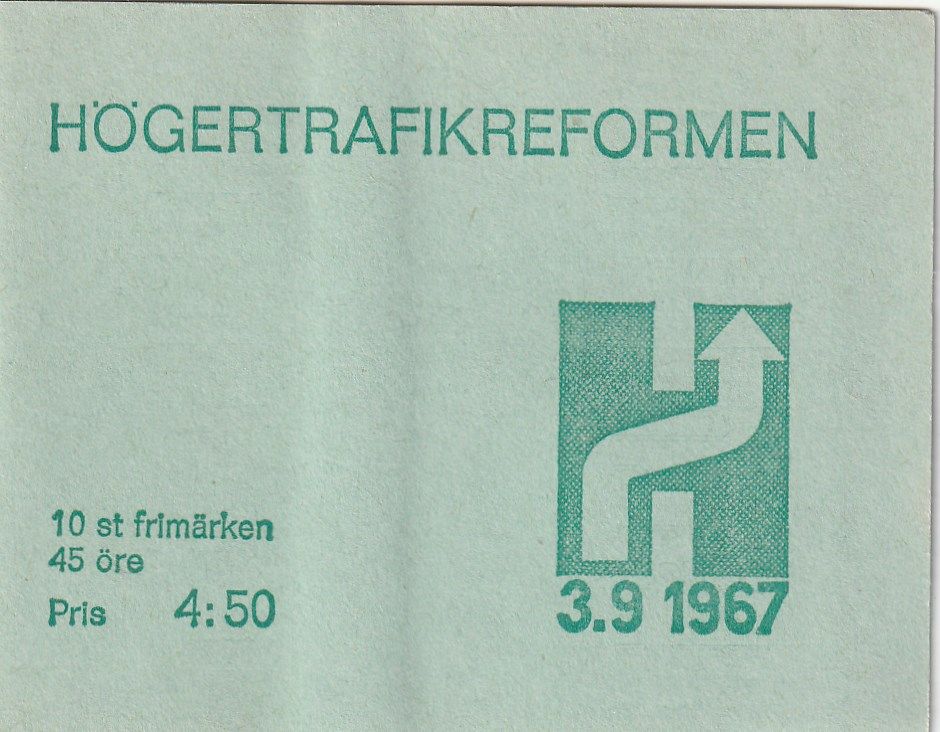 HÖGERTRAFIKREFORMEN
10 st frimärken
45 öre
Pris 4:50
H
3.9 1967